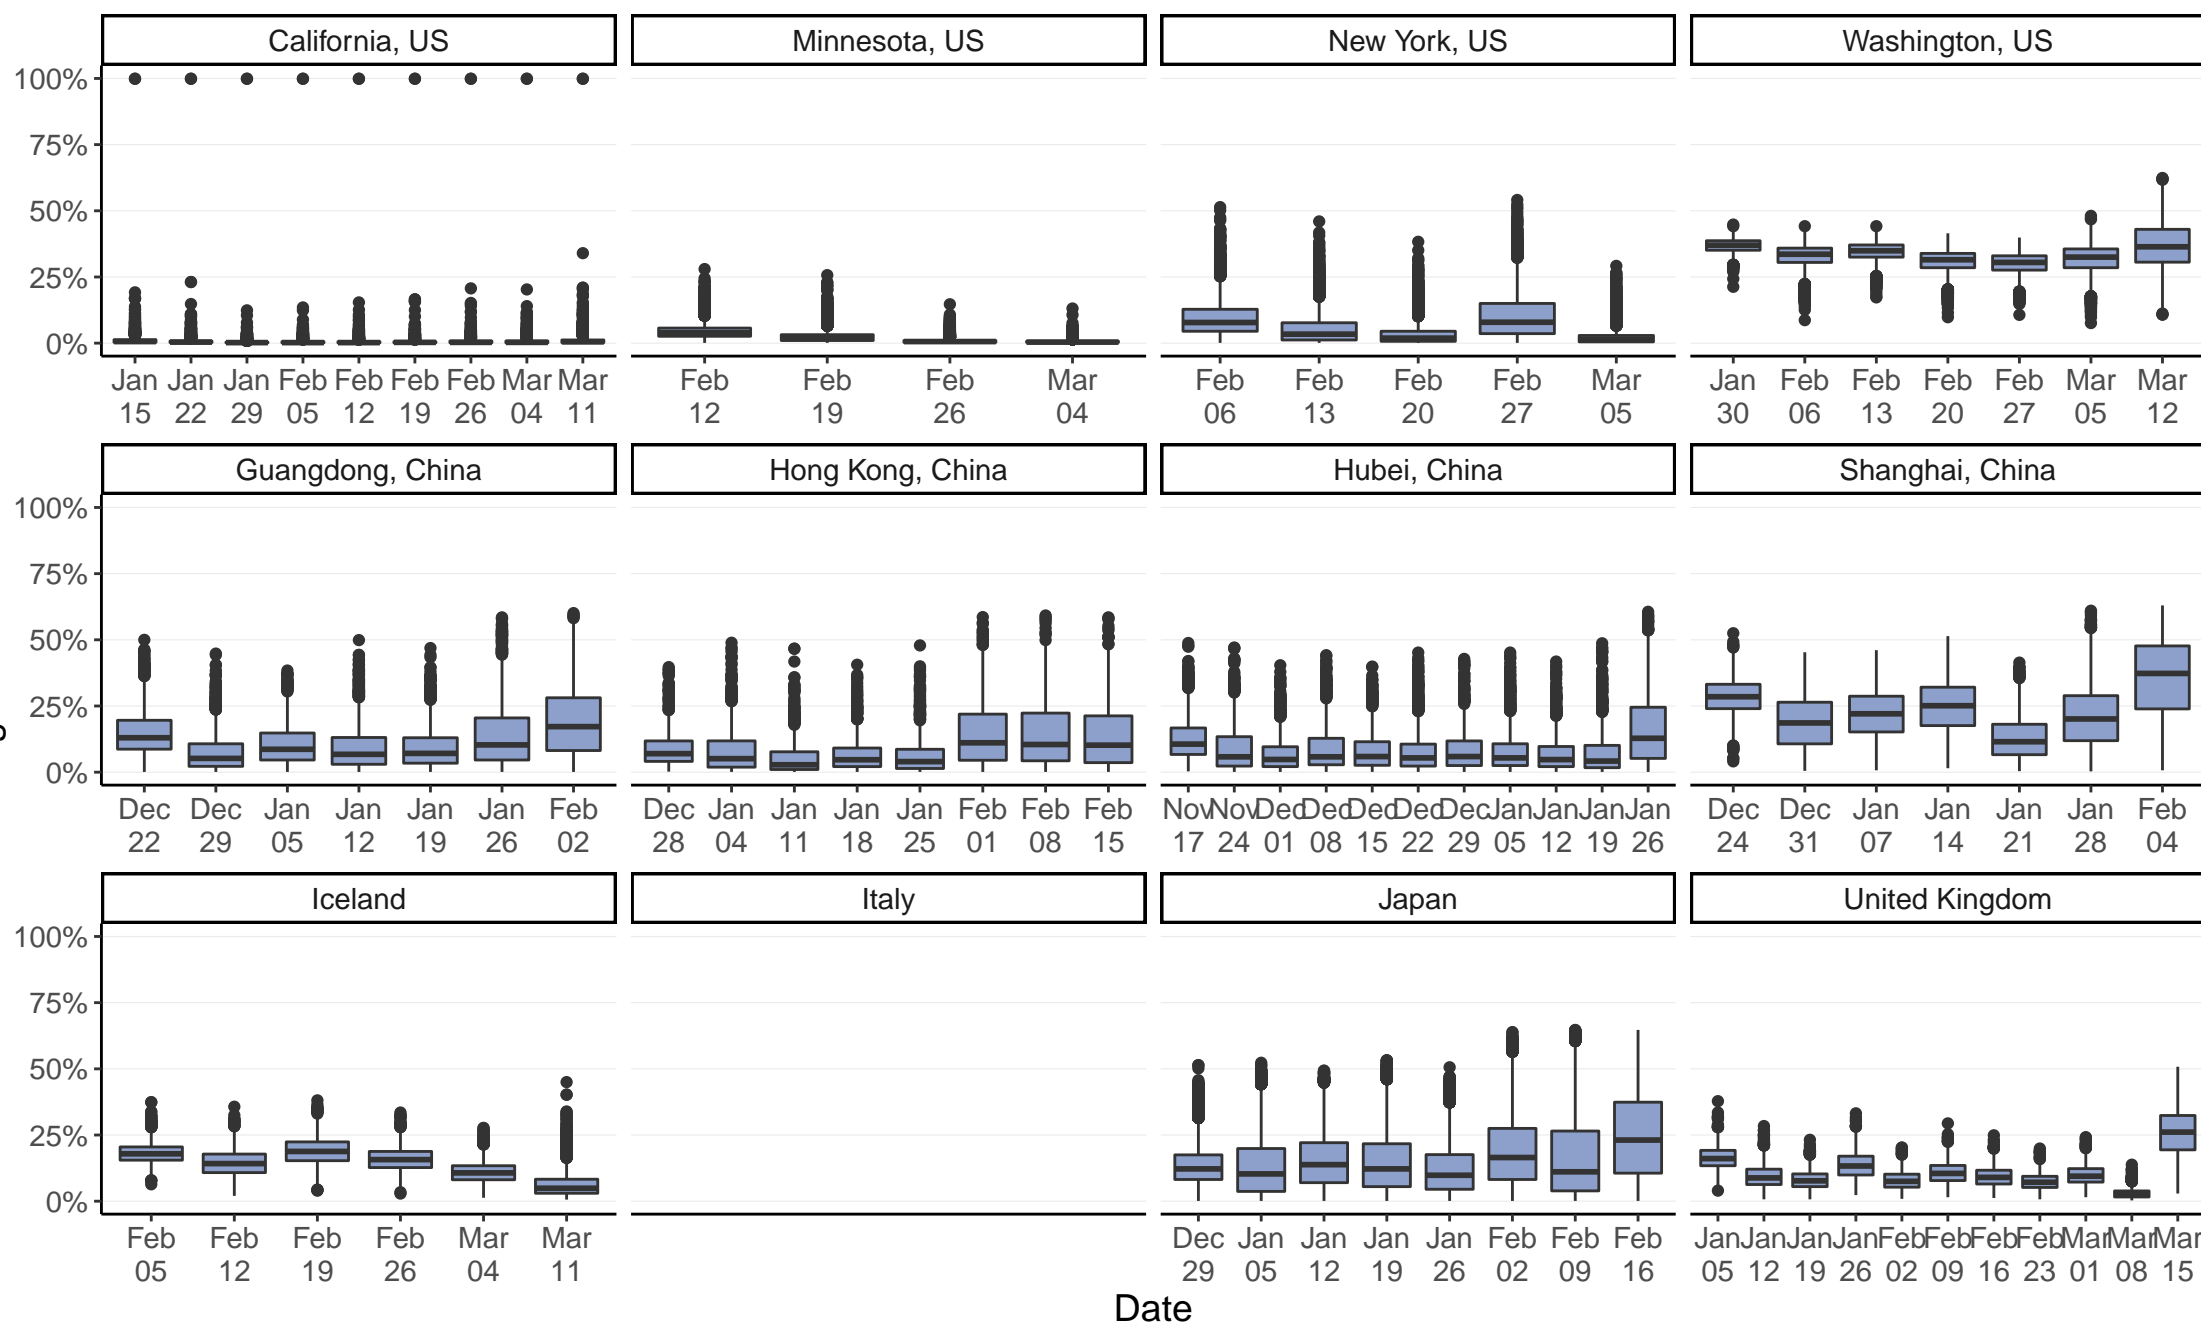 California, US Minnesota, US New York, US Washington, US
100%
75%
50%
25%
0%
Jan Jan Jan Feb Feb Feb Feb Mar Mar Feb Feb Feb Mar Feb Feb Feb Feb Mar Jan Feb Feb Feb Feb Mar Mar
15 22 29 05 12 19 26 04 11 12 19 26 04 06 13 20 27 05 30 06 13 20 27 05 12
Guangdong, China Hong Kong, China Hubei, China Shanghai, China
100%
75%
50%
25%
0%
Dec Dec Jan Jan Jan Jan Feb Dec Jan Jan Jan Jan Feb Feb Feb Nov Nov Dec Dec Dec Dec Dec Jan Jan Jan Jan Dec Dec Jan Jan Jan Jan Feb
22 29 05 12 19 26 02 28 04 11 18 25 01 08 15 17 24 01 08 15 22 29 05 12 19 26 24 31 07 14 21 28 04
Iceland Italy Japan United Kingdom
100%
75%
50%
25%
0%
Feb Feb Feb Feb Mar Mar Dec Jan Jan Jan Jan Feb Feb Feb Jan Jan Jan Jan Feb Feb Feb Feb Mar Mar Mar
05 12 19 26 04 11 29 05 12 19 26 02 09 16 05 12 19 26 02 09 16 23 01 08 15
Date